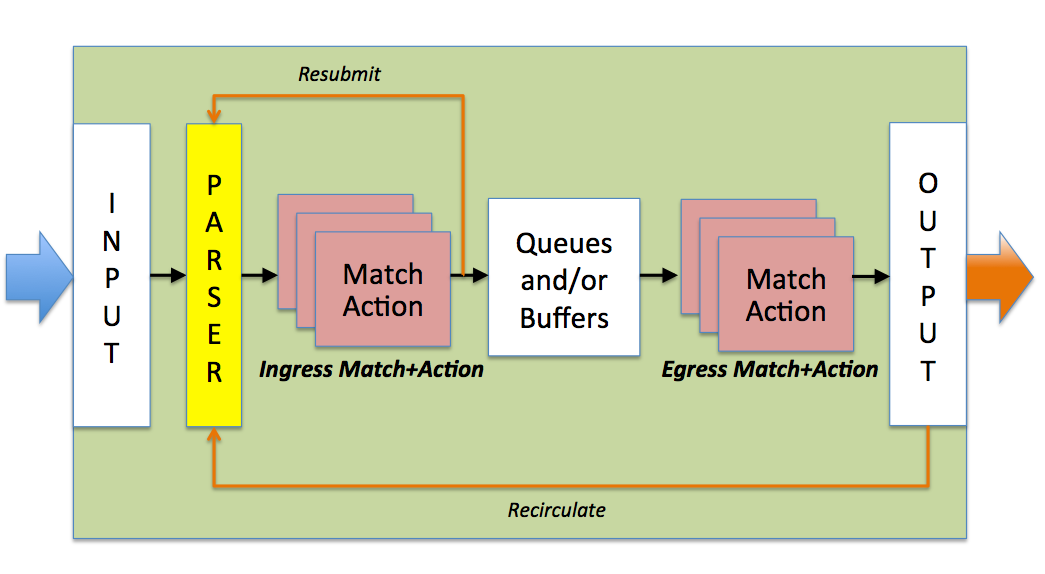 Resubmit
INPUT
PARSER
Match
Action
Ingress Match+Action
Queues
and/or
Buffers
Match
Action
Egress Match+Action
OUTPUT
Recirculate